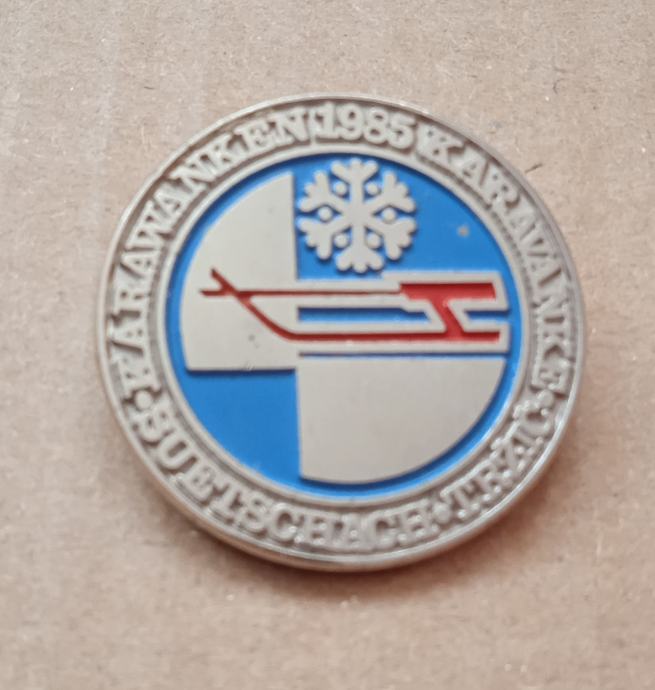 KARAWANKEN 1985 KARAVANKE
• SUETSCHACH • TRŽIČ •